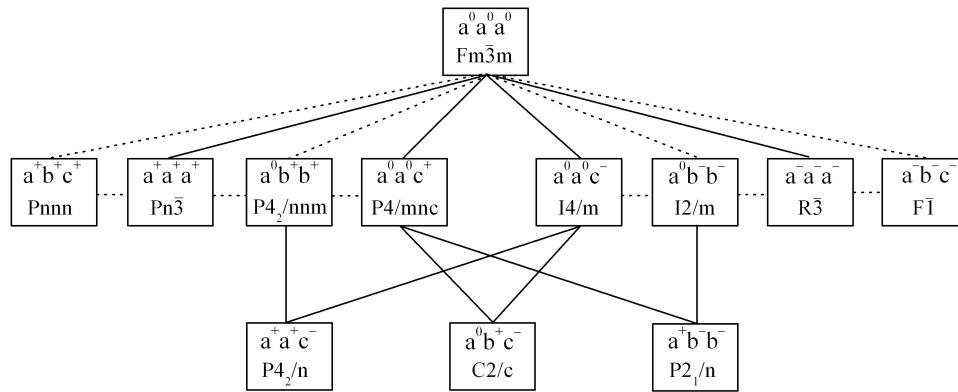 a⁰a⁰a⁰
Fm3̅m
a⁺b⁺c⁺
Pnnn
a⁺a⁺a⁺
Pn3̅
a⁰b⁺b⁺
P4₂/nnm
a⁰a⁰c⁺
P4/mnc
a⁰a⁰c⁻
I4/m
a⁰b⁻b⁻
I2/m
a⁻a⁻a⁻
R3̅
a⁻b⁻c⁻
F1̅
a⁺a⁺c⁻
P4₂/n
a⁰b⁺c⁻
C2/c
a⁺b⁻b⁻
P2₁/n